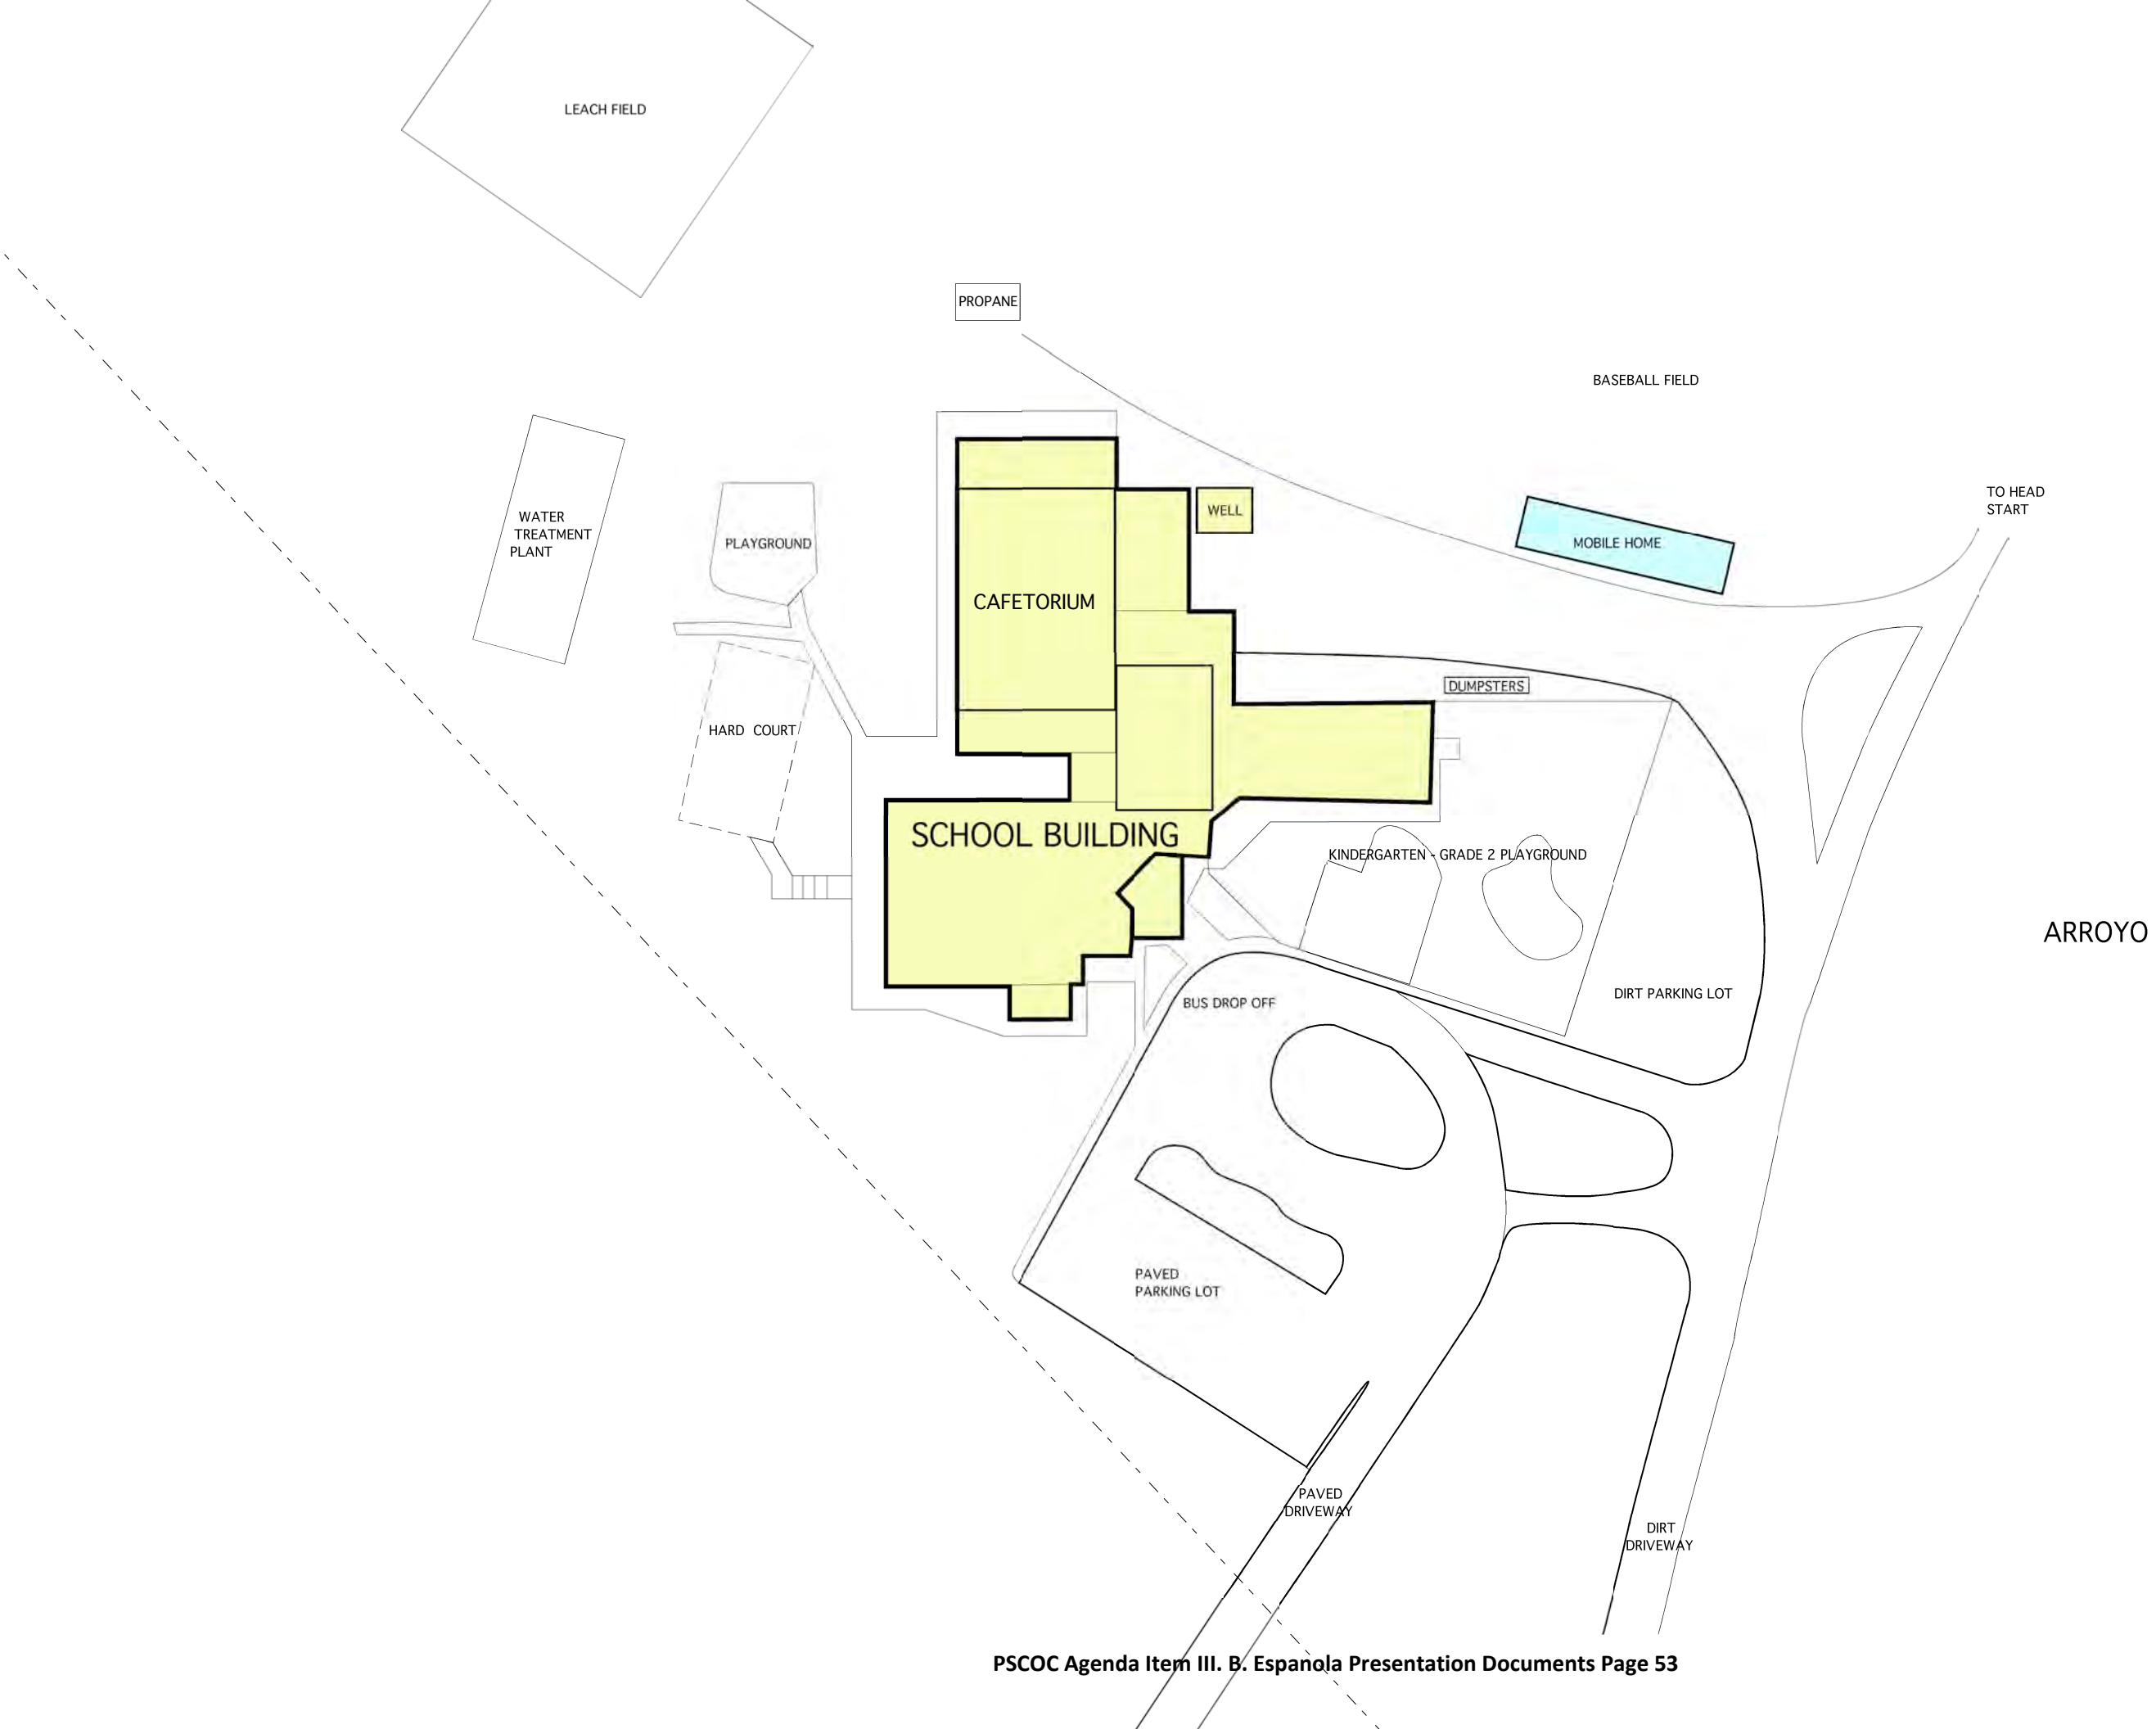 LEACH FIELD
PROPANE
BASEBALL FIELD
TO HEAD
START
WELL
WATER
TREATMENT
PLANT
PLAYGROUND
MOBILE HOME
CAFETORIUM
DUMPSTERS
HARD COURT
SCHOOL BUILDING
KINDERGARTEN - GRADE 2 PLAYGROUND
ARROYO
DIRT PARKING LOT
BUS DROP OFF
PAVED
PARKING LOT
PAVED
DRIVEWAY
DIRT
DRIVEWAY
PSCOC Agenda Item III. B. Espanola Presentation Documents Page 53